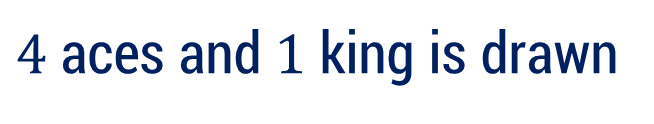 4 aces and 1 king is drawn